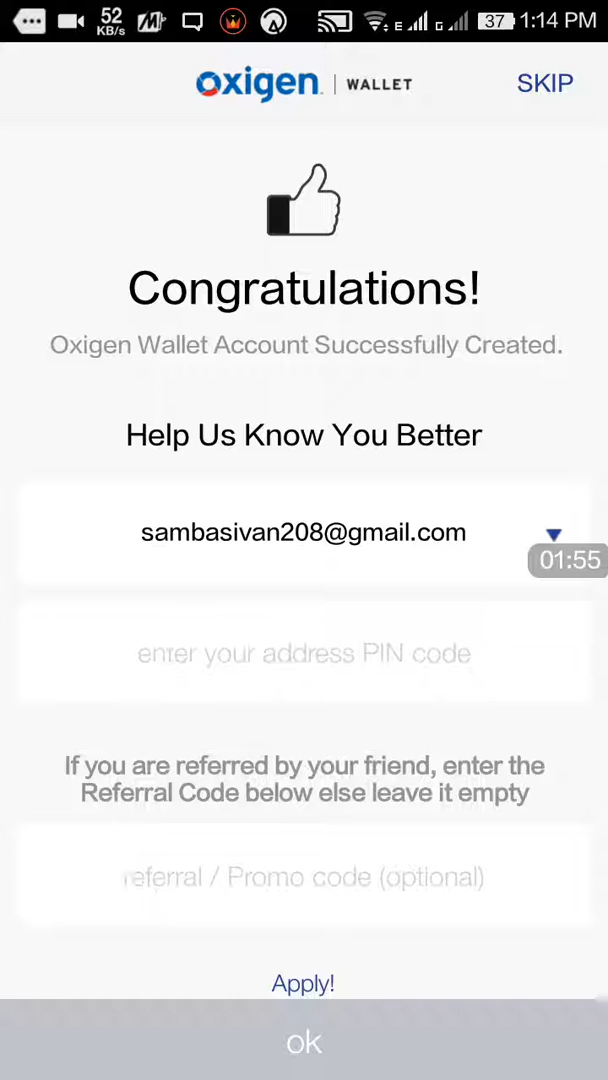 52 KB/s E G 37 1:14 PM
oxigen | WALLET SKIP
Congratulations!
Oxigen Wallet Account Successfully Created.
Help Us Know You Better
sambasivan208@gmail.com
01:55
enter your address PIN code
If you are referred by your friend, enter the
Referral Code below else leave it empty
referral / Promo code (optional)
Apply!
ok